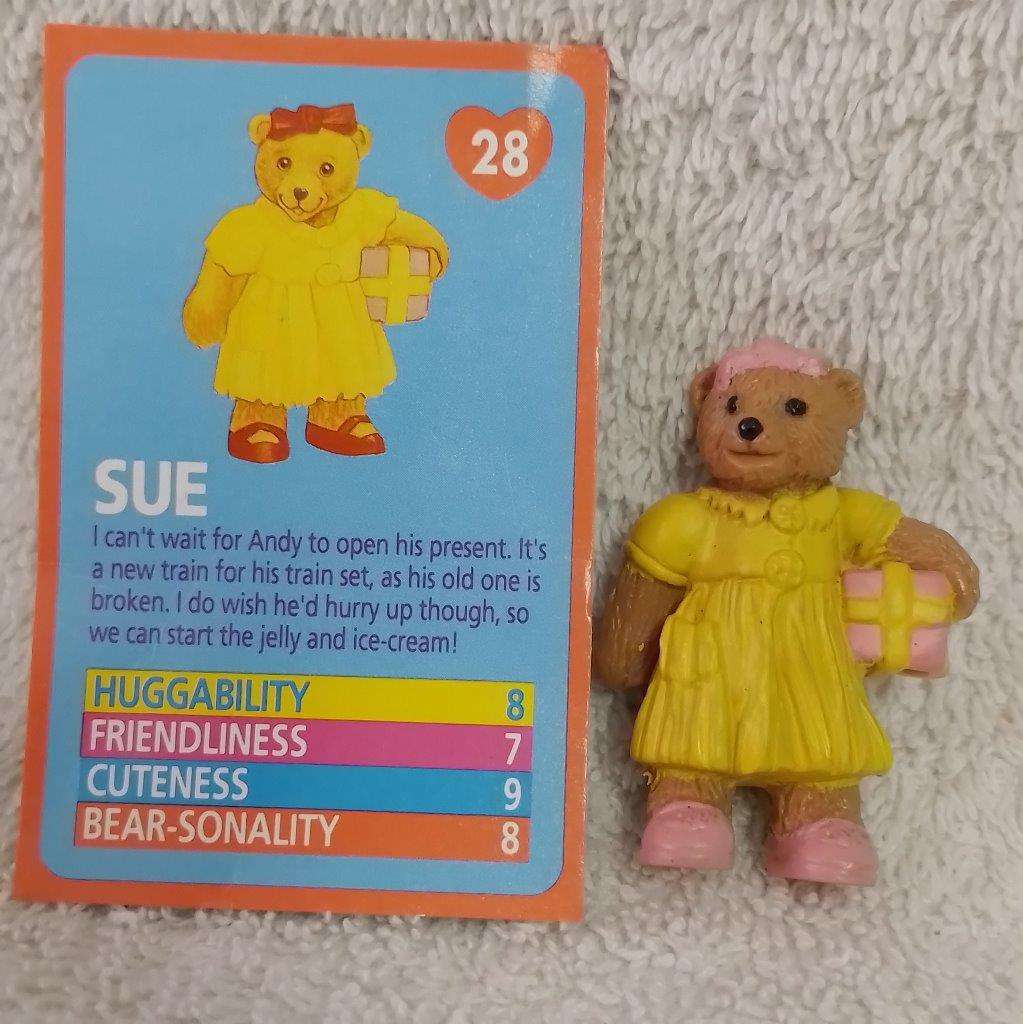 28
SUE
I can't wait for Andy to open his present. It's
a new train for his train set, as his old one is
broken. I do wish he'd hurry up though, so
we can start the jelly and ice-cream!
HUGGABILITY 8
FRIENDLINESS 7
CUTENESS 9
BEAR-SONALITY 8